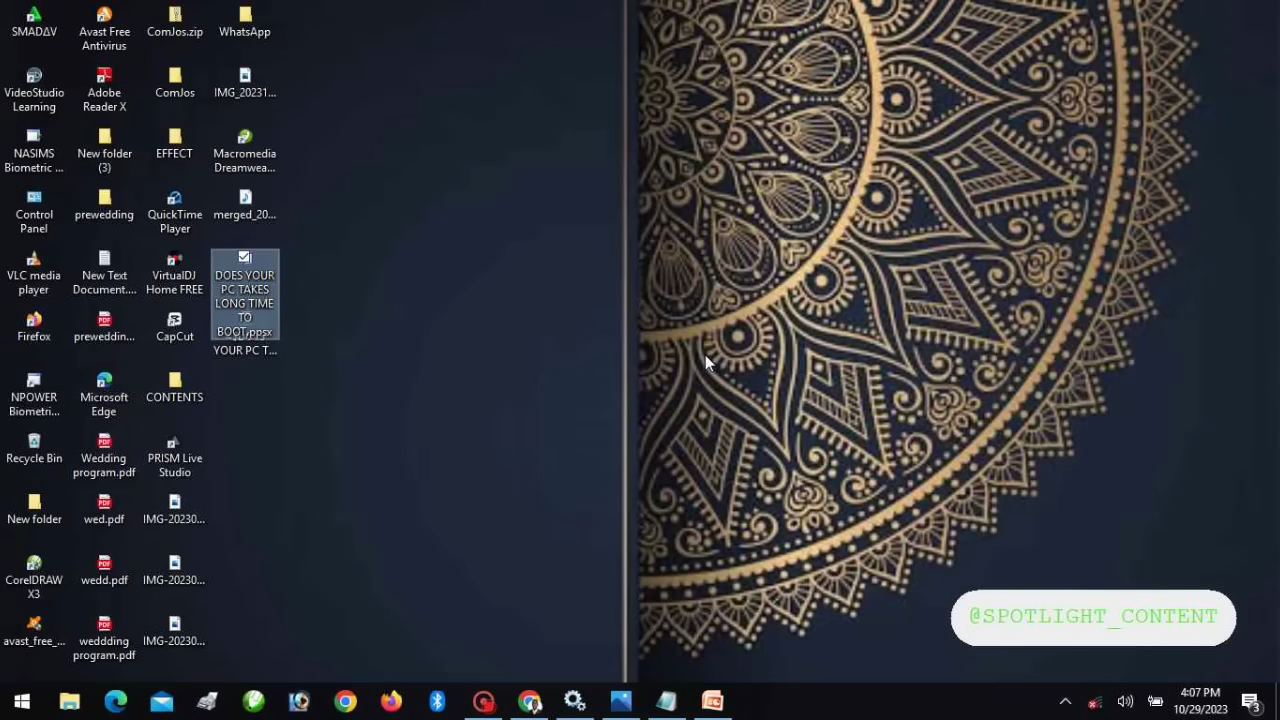 SMADΔV
Avast Free
Antivirus
ComJos.zip
WhatsApp
VideoStudio
Learning
Adobe
Reader X
ComJos
IMG_20231...
NASIMS
Biometric ...
New folder
(3)
EFFECT
Macromedia
Dreamwea...
Control
Panel
prewedding
QuickTime
Player
merged_20...
VLC media
player
New Text
Document....
VirtualDJ
Home FREE
DOES YOUR
PC TAKES
LONG TIME
TO
BOOT.ppsx
YOUR PC T...
Firefox
preweddin...
CapCut
NPOWER
Biometri...
Microsoft
Edge
CONTENTS
Recycle Bin
Wedding
program.pdf
PRISM Live
Studio
New folder
wed.pdf
IMG-20230...
CorelDRAW
X3
wedd.pdf
IMG-20230...
avast_free_...
weddding
program.pdf
IMG-20230...
@SPOTLIGHT_CONTENT
4:07 PM
10/29/2023
3